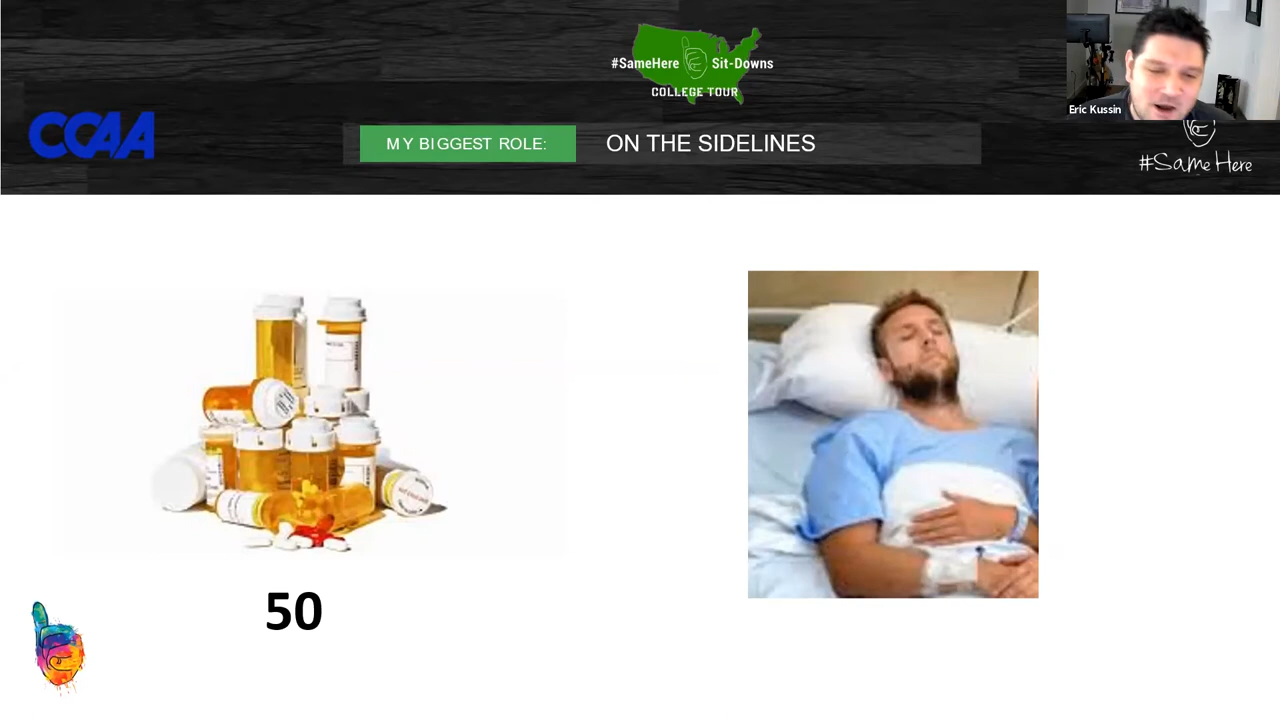 #SameHere Sit-Downs
COLLEGE TOUR
Eric Kussin
CCAA
MY BIGGEST ROLE:
ON THE SIDELINES
#SameHere
50